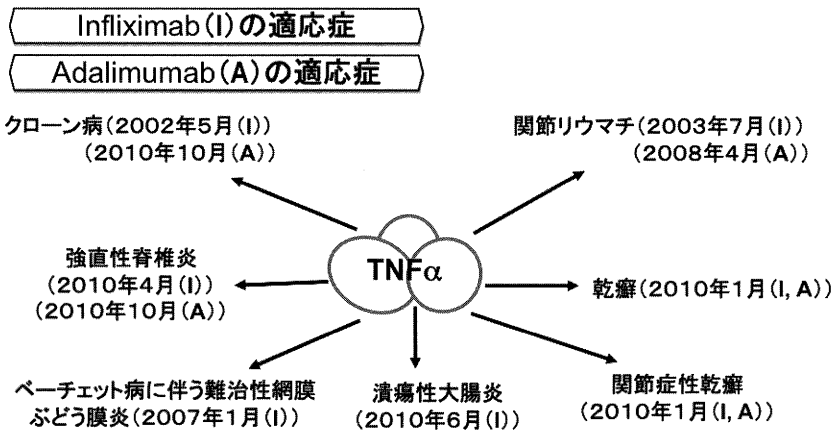 Infliximab(I)の適応症
Adalimumab(A)の適応症
クローン病(2002年5月(I))
(2010年10月(A))
関節リウマチ(2003年7月(I))
(2008年4月(A))
TNFα
強直性脊椎炎
(2010年4月(I))
(2010年10月(A))
乾癬(2010年1月(I, A))
ベーチェット病に伴う難治性網膜
ぶどう膜炎(2007年1月(I))
潰瘍性大腸炎
(2010年6月(I))
関節症性乾癬
(2010年1月(I, A))